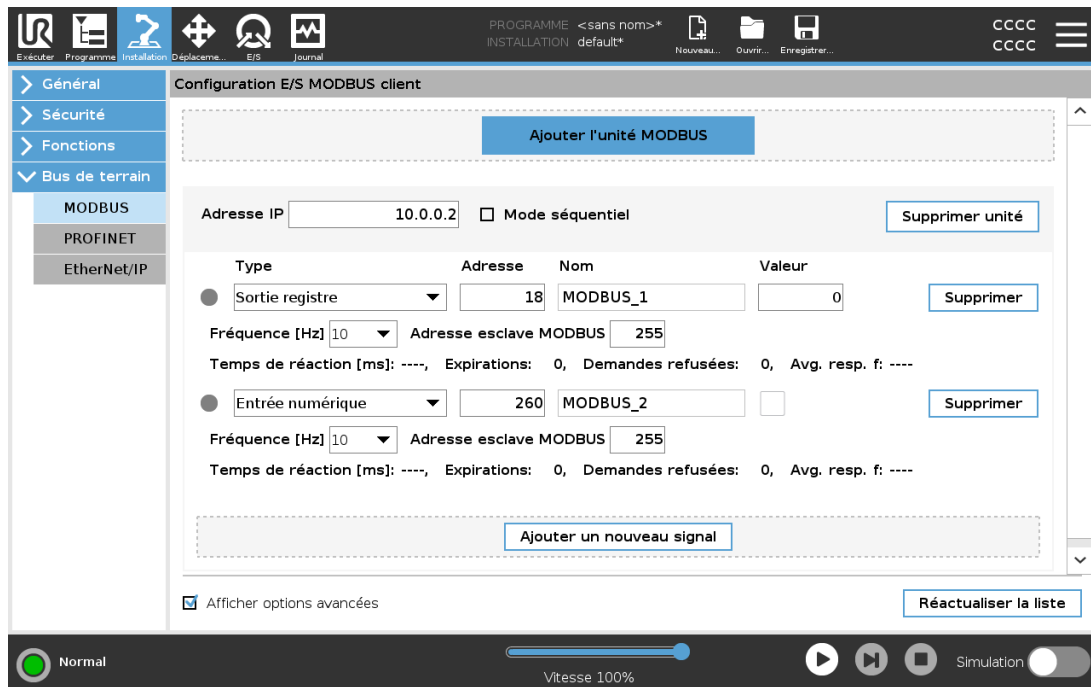 PROGRAMME <sans nom>*
INSTALLATION default*
CCCC
CCCC
Exécuter Programme Installation Déplaceme... E/S Journal Nouveau... Ouvrir... Enregistrer...
Général
Sécurité
Fonctions
Bus de terrain
MODBUS
PROFINET
EtherNet/IP
Configuration E/S MODBUS client
Ajouter l'unité MODBUS
Adresse IP 10.0.0.2 Mode séquentiel Supprimer unité
Type Adresse Nom Valeur
Sortie registre 18 MODBUS_1 0 Supprimer
Fréquence [Hz] 10 Adresse esclave MODBUS 255
Temps de réaction [ms]: ----, Expirations: 0, Demandes refusées: 0, Avg. resp. f: ----
Entrée numérique 260 MODBUS_2 Supprimer
Fréquence [Hz] 10 Adresse esclave MODBUS 255
Temps de réaction [ms]: ----, Expirations: 0, Demandes refusées: 0, Avg. resp. f: ----
Ajouter un nouveau signal
Afficher options avancées Réactualiser la liste
Normal Vitesse 100% Simulation